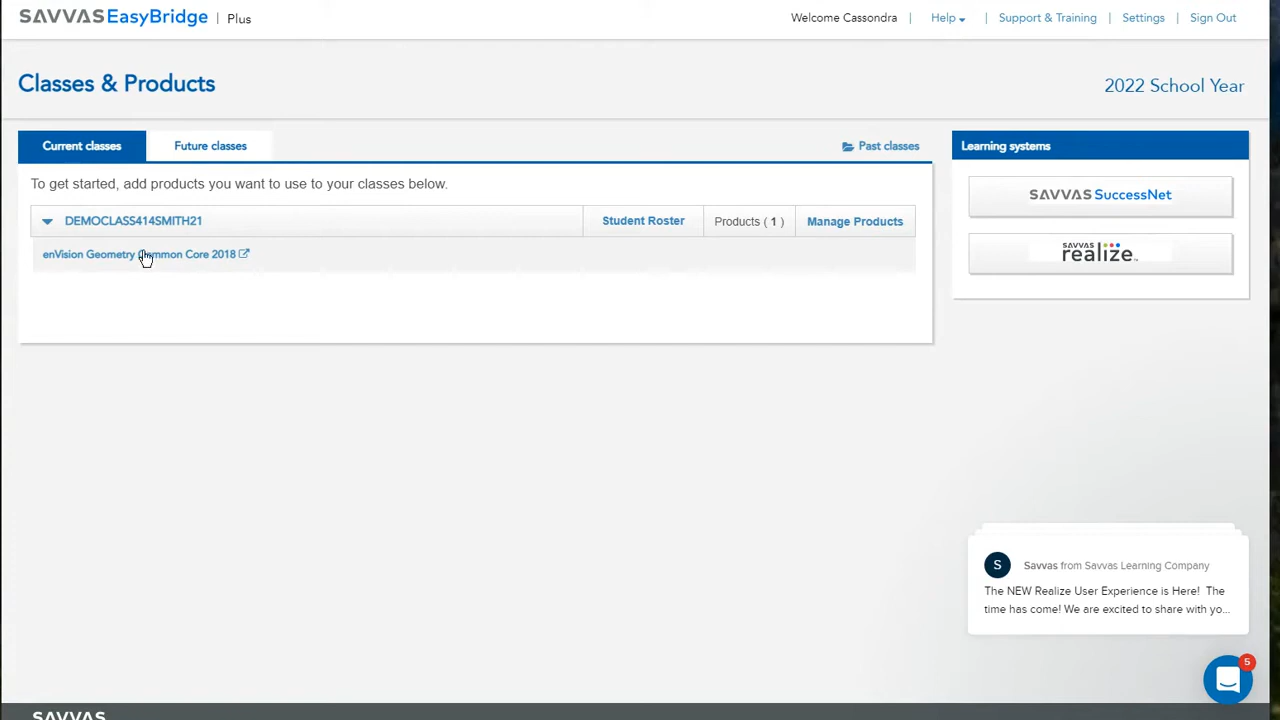 SAVVAS EasyBridge | Plus
Welcome Cassondra | Help | Support & Training | Settings | Sign Out
Classes & Products
2022 School Year
Current classes
Future classes
Past classes
To get started, add products you want to use to your classes below.
DEMOCLASS414SMITH21
Student Roster
Products ( 1 )
Manage Products
enVision Geometry Common Core 2018
Learning systems
SAVVAS SuccessNet
SAVVAS realize™
S
Savvas from Savvas Learning Company
The NEW Realize User Experience is Here! The
time has come! We are excited to share with yo...
5
SAVVAS